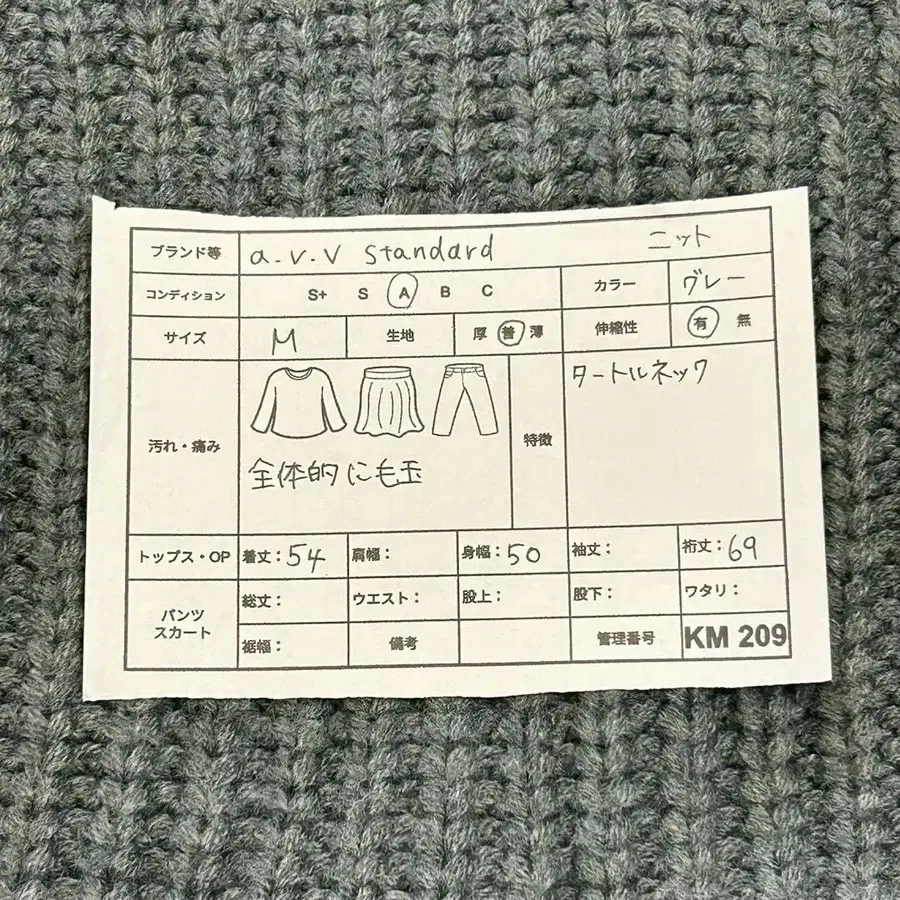 ブランド等 a.v.v standard ニット
コンディション S+ S A B C カラー グレー
サイズ M 生地 厚 普 薄 伸縮性 有 無
汚れ・痛み 全体的に毛玉 特徴 タートルネック
トップス・OP 着丈:54 肩幅: 身幅:50 袖丈: 裄丈:69
パンツ
スカート
総丈: ウエスト: 股上: 股下: ワタリ:
裾幅: 備考 管理番号 KM 209